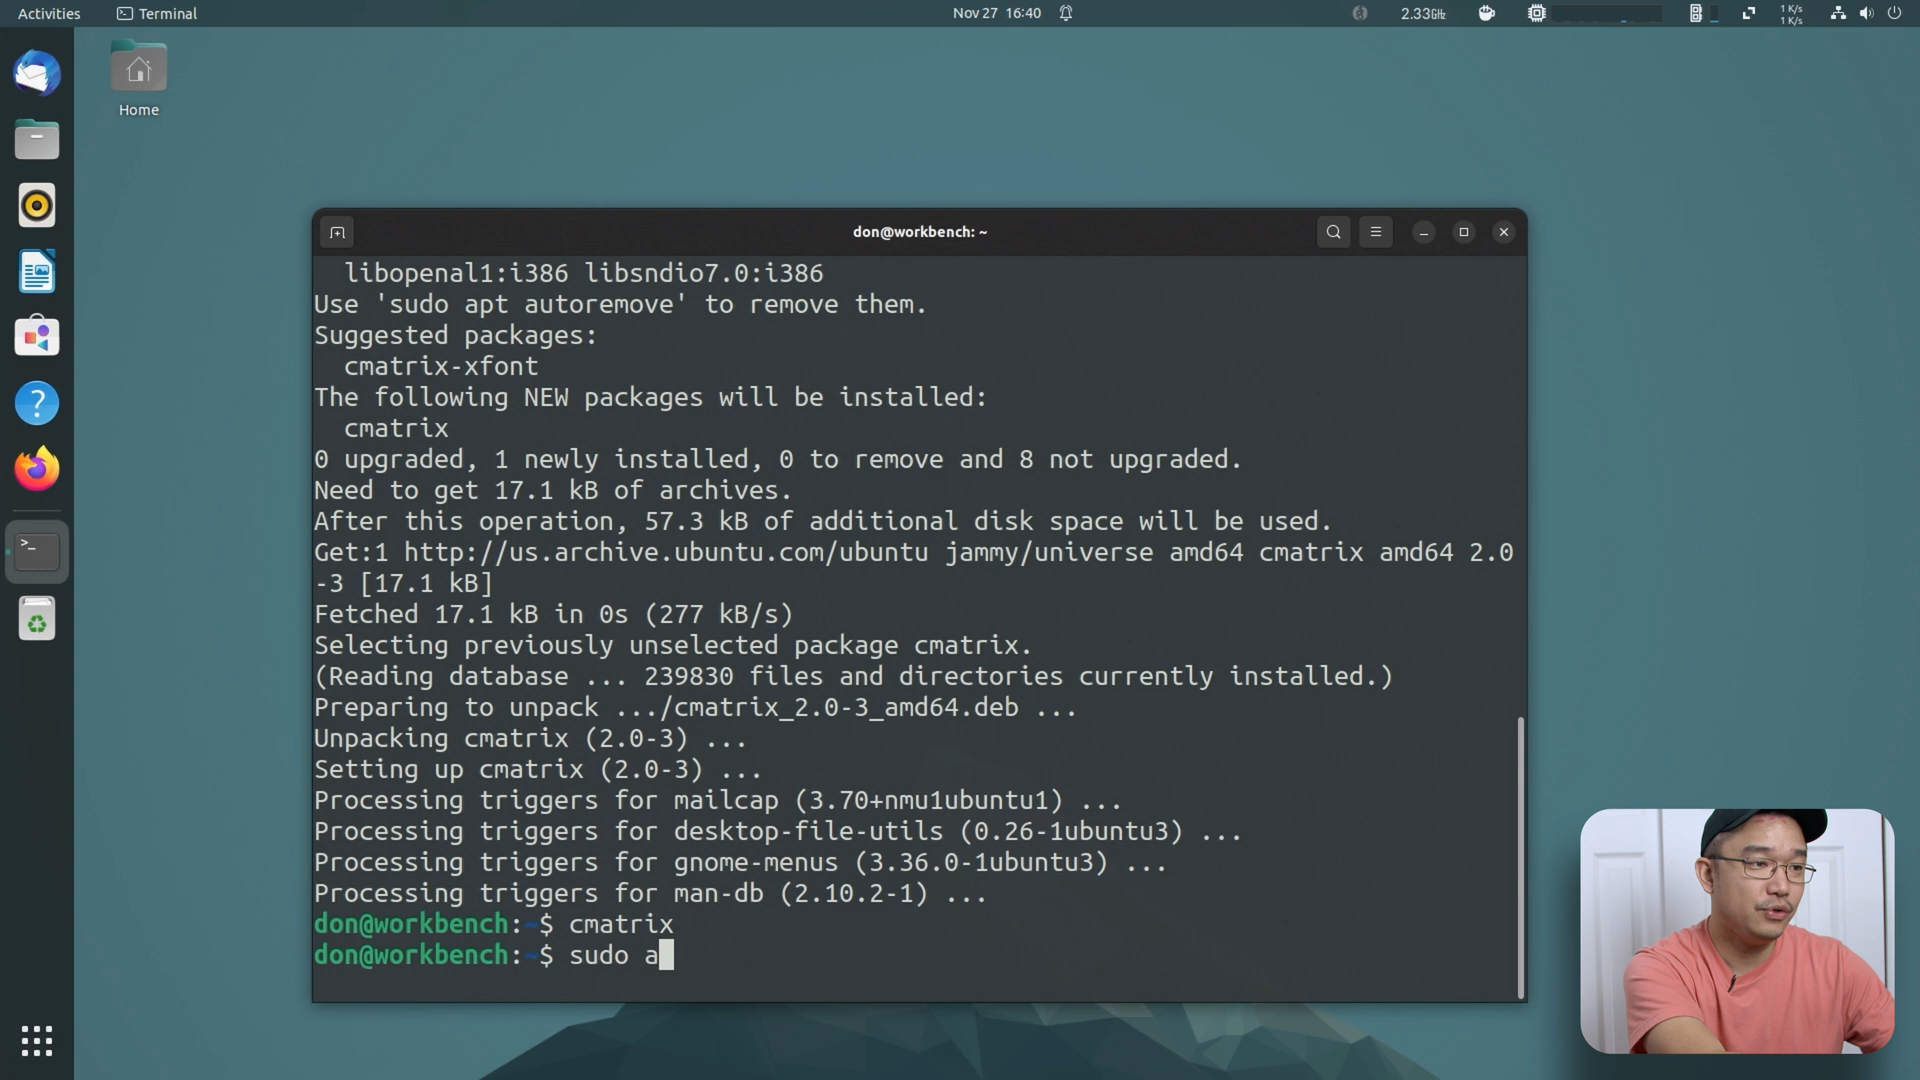 Activities Terminal Nov 27 16:40 2.33GHz 1 K/s
1 K/s
Home
don@workbench: ~
libopenal1:i386 libsndio7.0:i386
Use 'sudo apt autoremove' to remove them.
Suggested packages:
cmatrix-xfont
The following NEW packages will be installed:
cmatrix
0 upgraded, 1 newly installed, 0 to remove and 8 not upgraded.
Need to get 17.1 kB of archives.
After this operation, 57.3 kB of additional disk space will be used.
Get:1 http://us.archive.ubuntu.com/ubuntu jammy/universe amd64 cmatrix amd64 2.0
-3 [17.1 kB]
Fetched 17.1 kB in 0s (277 kB/s)
Selecting previously unselected package cmatrix.
(Reading database ... 239830 files and directories currently installed.)
Preparing to unpack .../cmatrix_2.0-3_amd64.deb ...
Unpacking cmatrix (2.0-3) ...
Setting up cmatrix (2.0-3) ...
Processing triggers for mailcap (3.70+nmu1ubuntu1) ...
Processing triggers for desktop-file-utils (0.26-1ubuntu3) ...
Processing triggers for gnome-menus (3.36.0-1ubuntu3) ...
Processing triggers for man-db (2.10.2-1) ...
don@workbench:~$ cmatrix
don@workbench:~$ sudo a